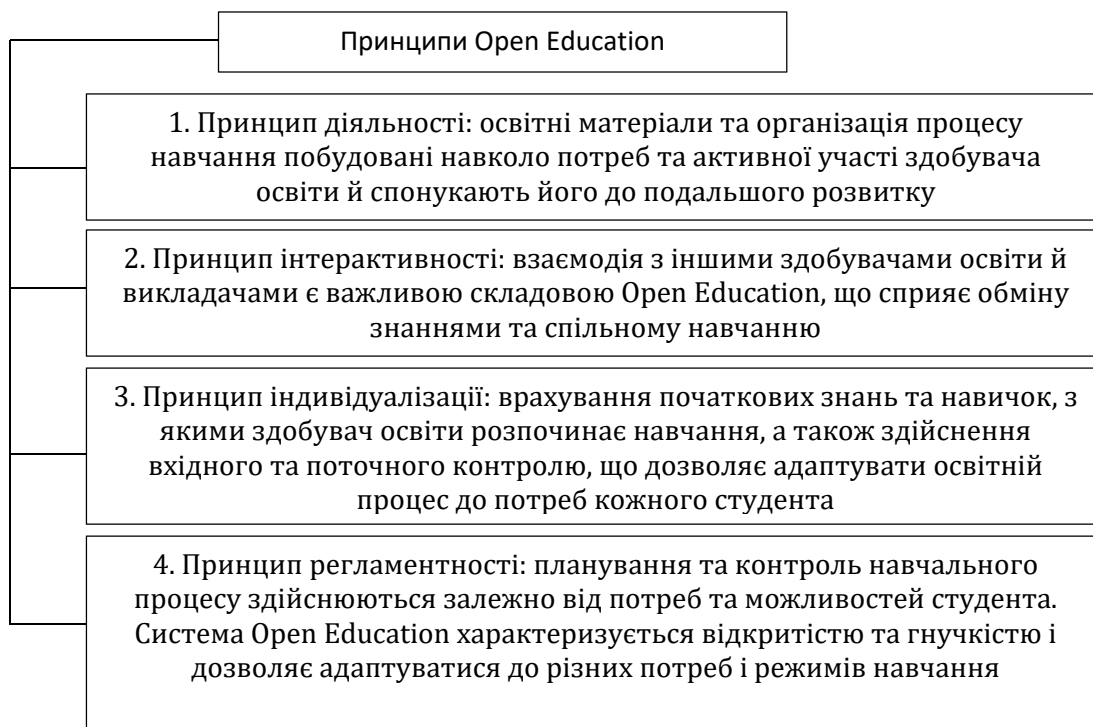 Принципи Open Education
1. Принцип діяльності: освітні матеріали та організація процесу
навчання побудовані навколо потреб та активної участі здобувача
освіти й спонукають його до подальшого розвитку
2. Принцип інтерактивності: взаємодія з іншими здобувачами освіти й
викладачами є важливою складовою Open Education, що сприяє обміну
знаннями та спільному навчанню
3. Принцип індивідуалізації: врахування початкових знань та навичок, з
якими здобувач освіти розпочинає навчання, а також здійснення
вхідного та поточного контролю, що дозволяє адаптувати освітній
процес до потреб кожного студента
4. Принцип регламентності: планування та контроль навчального
процесу здійснюються залежно від потреб та можливостей студента.
Система Open Education характеризується відкритістю та гнучкістю і
дозволяє адаптуватися до різних потреб і режимів навчання